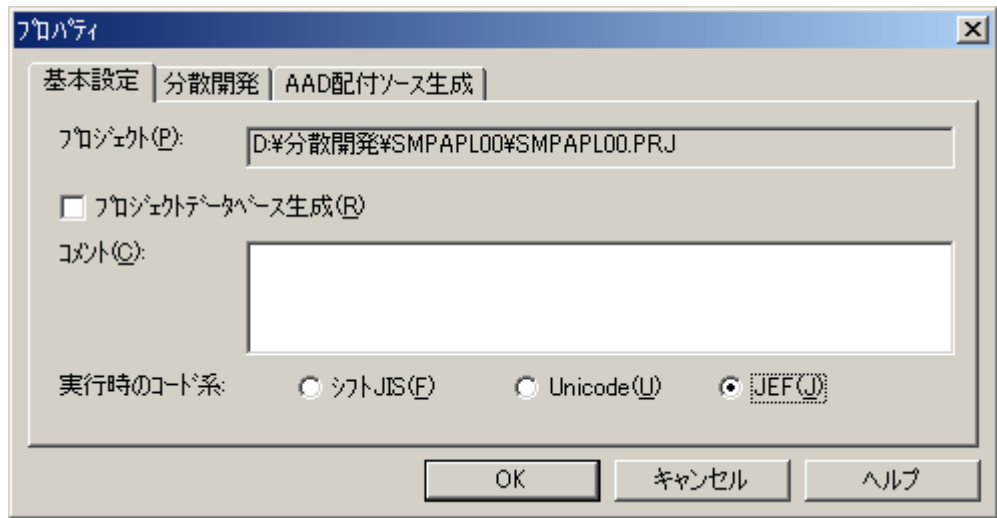 ﾌﾟﾛﾊﾟﾃｨ
基本設定 分散開発 AAD配付ｿｰｽ生成
ﾌﾟﾛｼﾞｪｸﾄ(P): D:¥分散開発¥SMPAPL00¥SMPAPL00.PRJ
ﾌﾟﾛｼﾞｪｸﾄﾃﾞｰﾀﾍﾞｰｽ生成(R)
ｺﾒﾝﾄ(C):
実行時のｺｰﾄﾞ系: ｼﾌﾄJIS(F) Unicode(U) JEF(J)
OK キャンセル ヘルプ